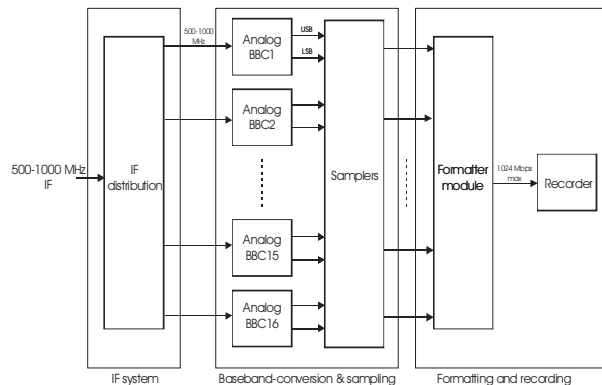 500-1000 MHz
IF
IF
distribution
500-1000
MHz
Analog
BBC1
USB
LSB
Analog
BBC2
Analog
BBC15
Analog
BBC16
Samplers
Formatter
module
1024 Mbps
max
Recorder
IF system
Baseband-conversion & sampling
Formatting and recording